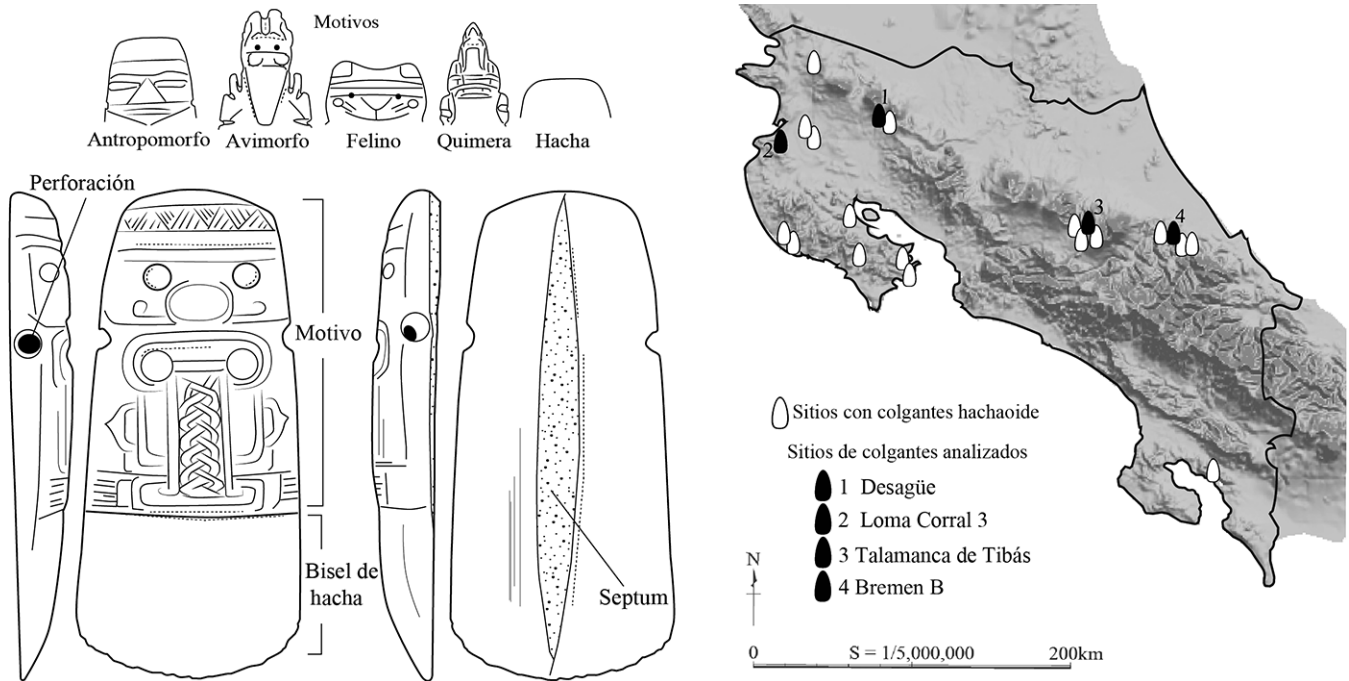 Motivos
Antropomorfo
Avimorfo
Felino
Quimera
Hacha
Perforación
Motivo
Bisel de
hacha
Septum
1
2
3
4
Sitios con colgantes hachaoide
Sitios de colgantes analizados
1 Desagüe
2 Loma Corral 3
3 Talamanca de Tibás
4 Bremen B
N
0 S = 1/5,000,000 200km